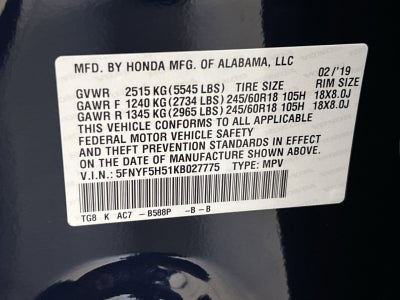 MFD. BY HONDA MFG. OF ALABAMA, LLC
02/'19
GVWR 2515 KG (5545 LBS) TIRE SIZE RIM SIZE
GAWR F 1240 KG (2734 LBS) 245/60R18 105H 18X8.0J
GAWR R 1345 KG (2965 LBS) 245/60R18 105H 18X8.0J
THIS VEHICLE CONFORMS TO ALL APPLICABLE
FEDERAL MOTOR VEHICLE SAFETY
AND THEFT PREVENTION STANDARDS IN EFFECT
ON THE DATE OF MANUFACTURE SHOWN ABOVE.
V.I.N.: 5FNYF5H51KB027775 TYPE: MPV
TG8 K AC7 -B588P -B-B